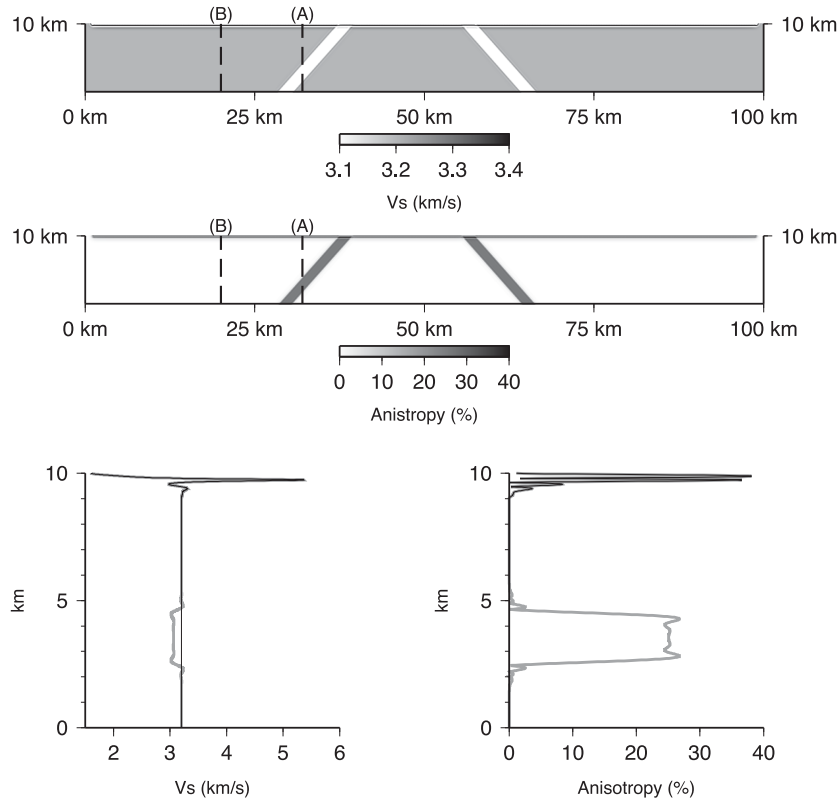 (B) (A)
10 km 10 km
0 km 25 km 50 km 75 km 100 km
3.1 3.2 3.3 3.4
Vs (km/s)
(B) (A)
10 km 10 km
0 km 25 km 50 km 75 km 100 km
0 10 20 30 40
Anistropy (%)
10 10
km km
5 5
0 0
2 3 4 5 6 0 10 20 30 40
Vs (km/s) Anisotropy (%)